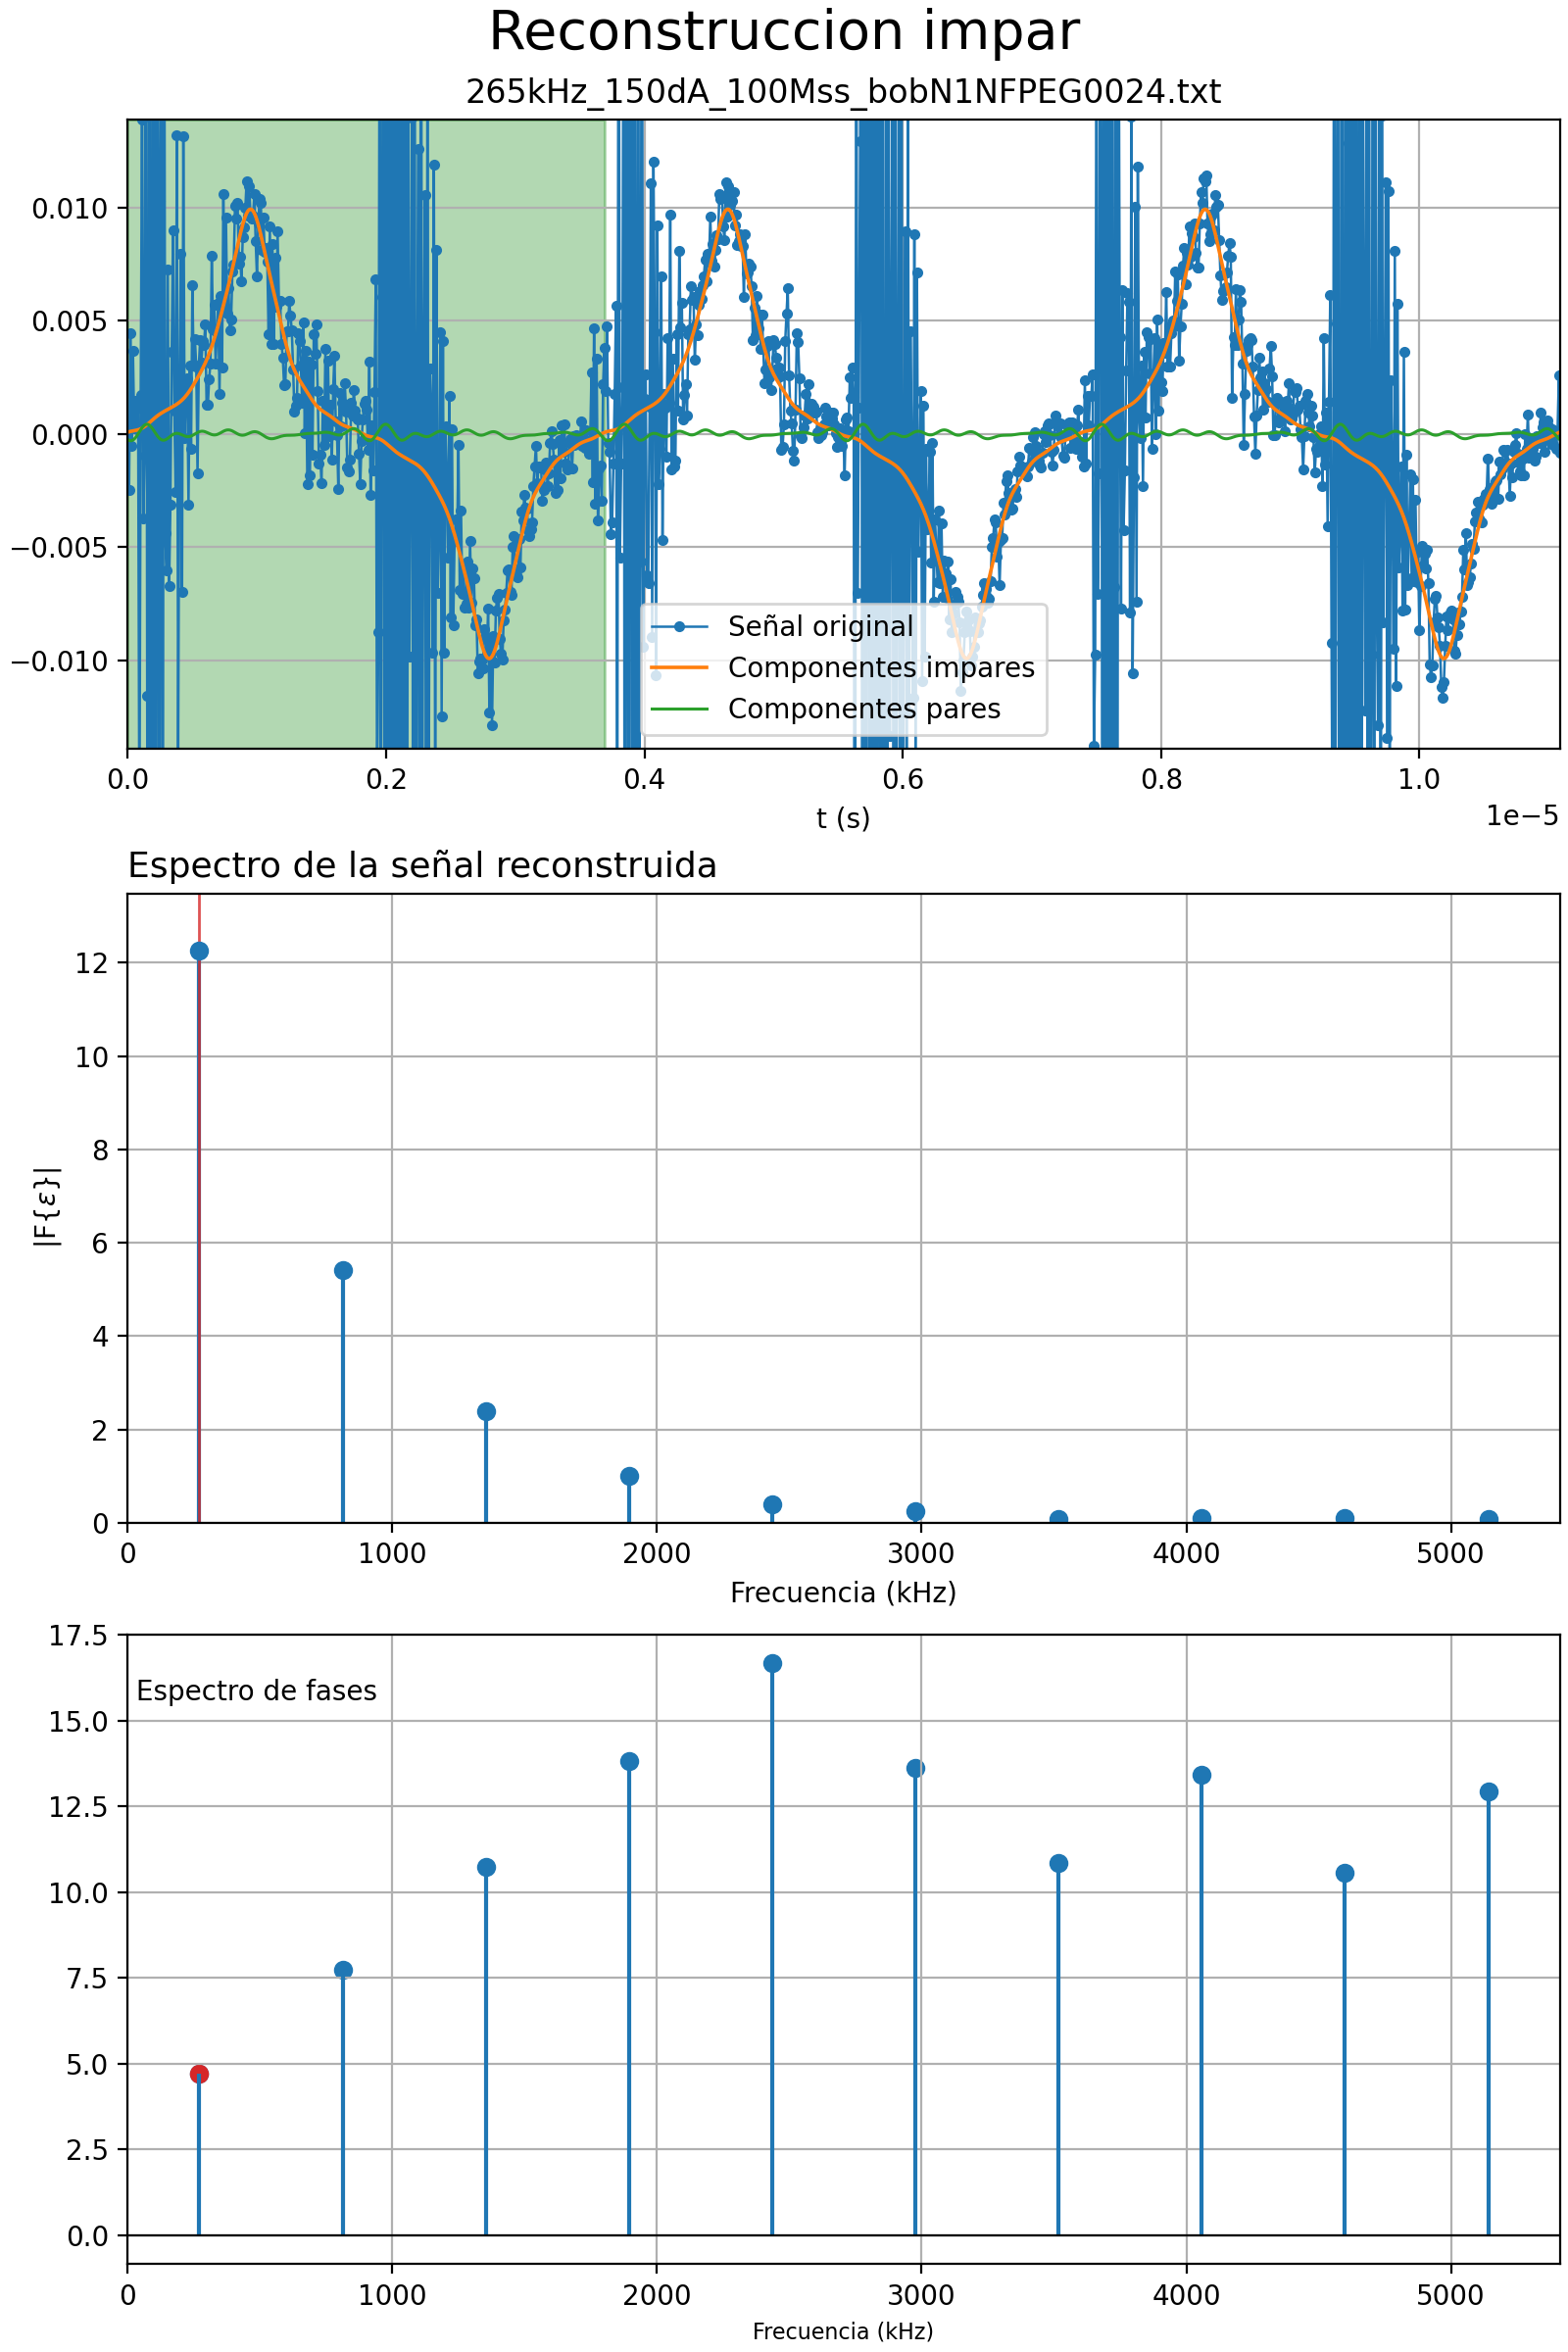 Reconstruccion impar
265kHz_150dA_100Mss_bobN1NFPEG0024.txt
0.010
0.005
0.000
−0.005
−0.010
Señal original
Componentes impares
Componentes pares
0.0 0.2 0.4 0.6 0.8 1.0
1e−5
t (s)
Espectro de la señal reconstruida
12
10
8
6
4
2
0
|F{ε}|
0 1000 2000 3000 4000 5000
Frecuencia (kHz)
17.5
Espectro de fases
15.0
12.5
10.0
7.5
5.0
2.5
0.0
0 1000 2000 3000 4000 5000
Frecuencia (kHz)